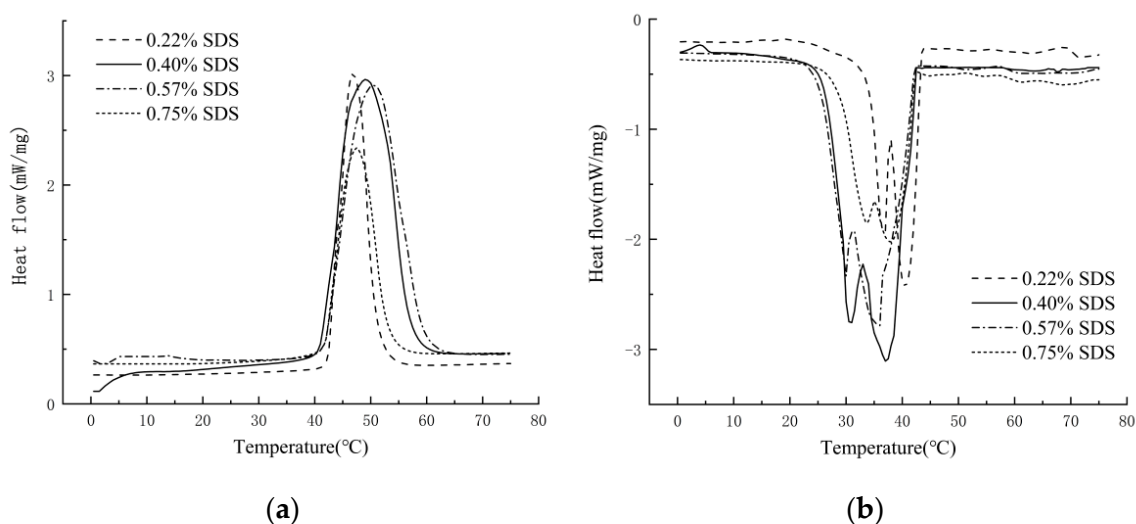 3
2
1
0
Heat flow(mW/mg)
0.22% SDS
0.40% SDS
0.57% SDS
0.75% SDS
0 10 20 30 40 50 60 70 80
Temperature(℃)
(a)
-0
-1
-2
-3
Heat flow(mW/mg)
0.22% SDS
0.40% SDS
0.57% SDS
0.75% SDS
0 10 20 30 40 50 60 70 80
Temperature(℃)
(b)